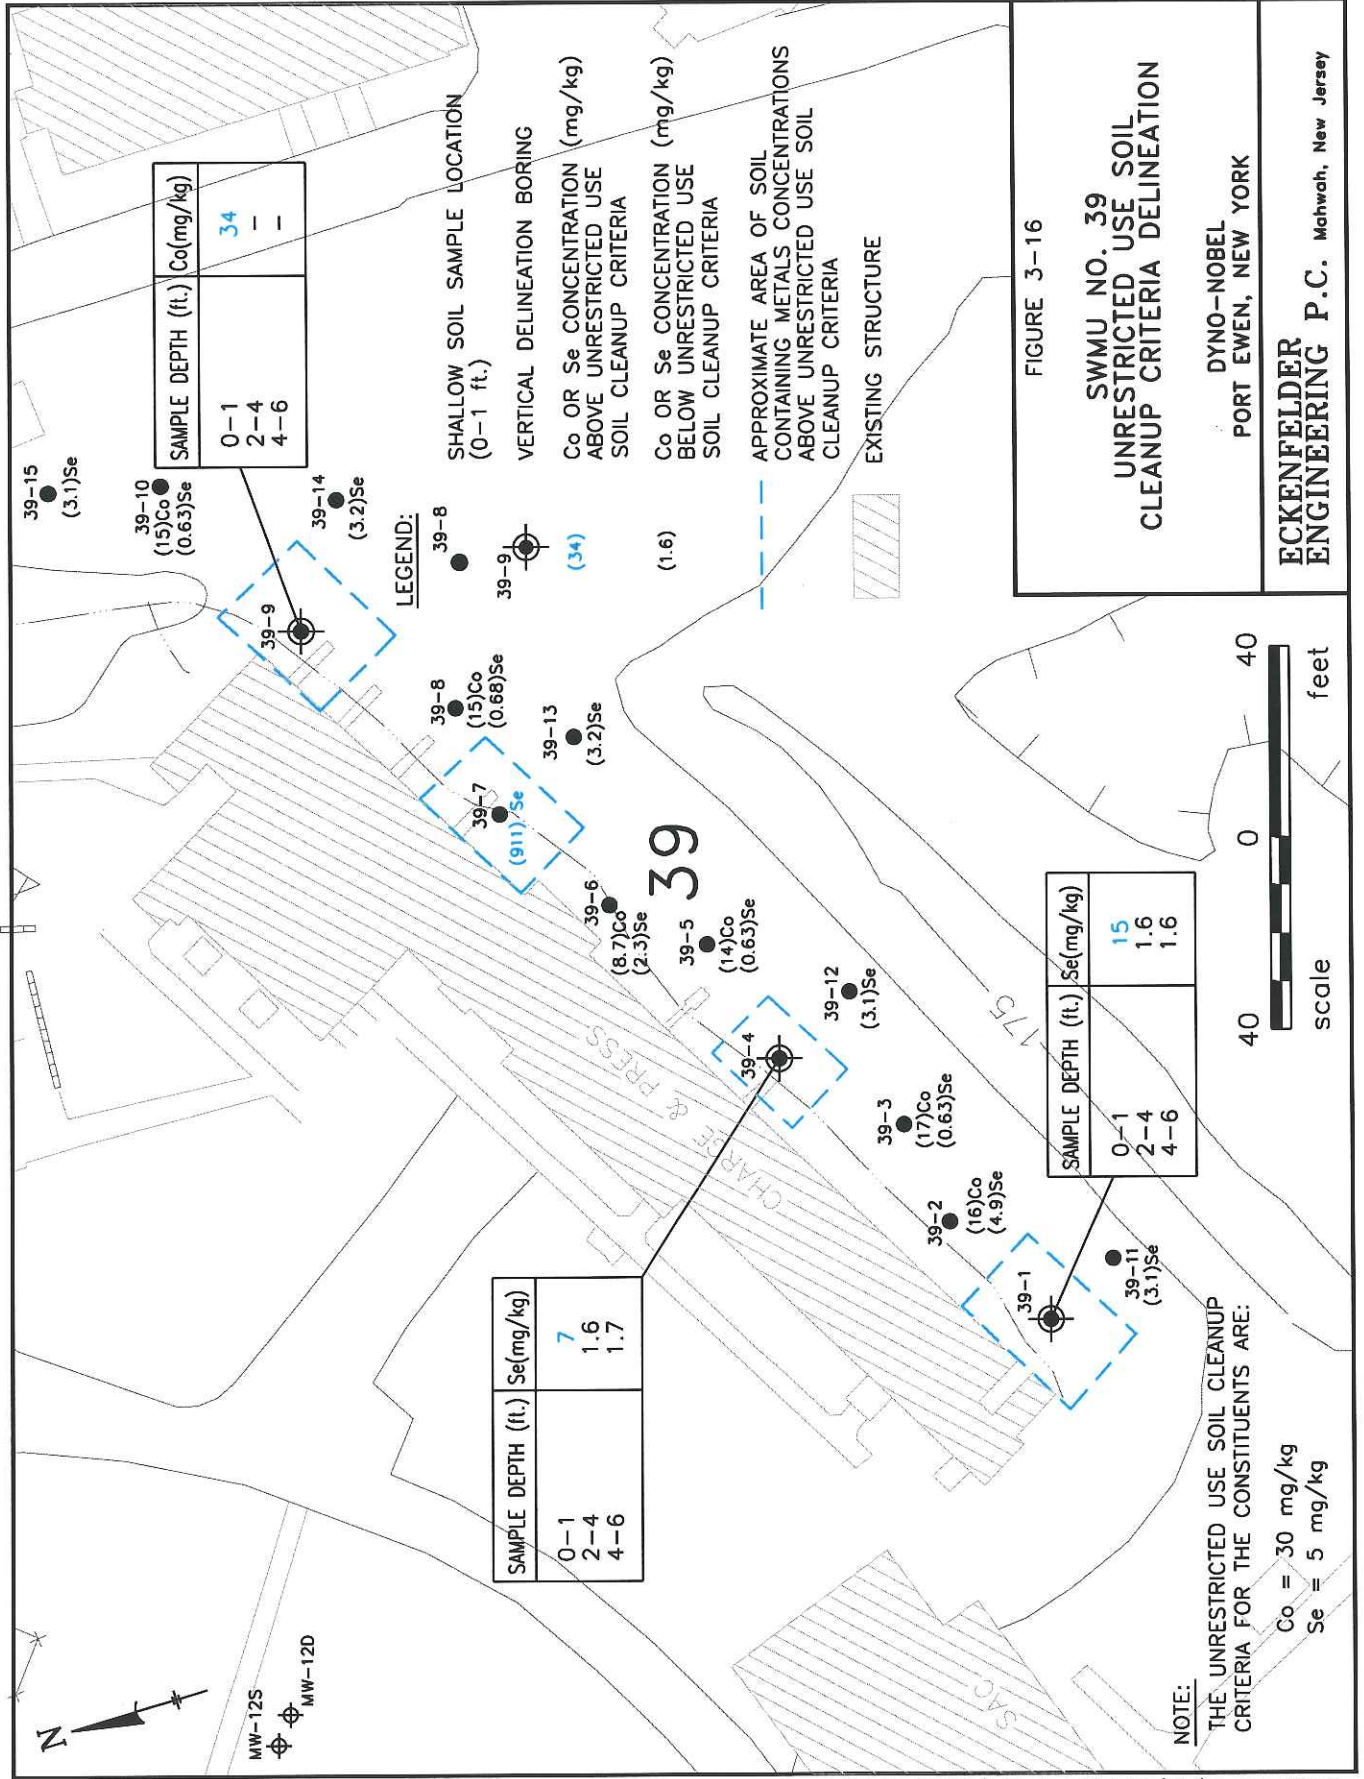 N
MW-12S
MW-12D
39-15
(3.1)Se
39-10
(15)Co
(0.63)Se
39-14
(3.2)Se
SAMPLE DEPTH (ft.) Co(mg/kg)
0-1 34
2-4 –
4-6 –
39-9
39-8
(15)Co
(0.68)Se
39-13
(3.2)Se
39-7
(911) Se
39-6
(8.7)Co
(2.3)Se
39
39-5
(14)Co
(0.63)Se
39-12
(3.1)Se
CHARGE & PRESS
39-4
SAMPLE DEPTH (ft.) Se(mg/kg)
0-1 7
2-4 1.6
4-6 1.7
39-3
(17)Co
(0.63)Se
39-2
(16)Co
(4.9)Se
39-1
39-11
(3.1)Se
SAMPLE DEPTH (ft.) Se(mg/kg)
0-1 15
2-4 1.6
4-6 1.6
175
SAC
LEGEND:
39-8 SHALLOW SOIL SAMPLE LOCATION
(0-1 ft.)
39-9 VERTICAL DELINEATION BORING
(34) Co OR Se CONCENTRATION (mg/kg)
ABOVE UNRESTRICTED USE
SOIL CLEANUP CRITERIA
(1.6) Co OR Se CONCENTRATION (mg/kg)
BELOW UNRESTRICTED USE
SOIL CLEANUP CRITERIA
APPROXIMATE AREA OF SOIL
CONTAINING METALS CONCENTRATIONS
ABOVE UNRESTRICTED USE SOIL
CLEANUP CRITERIA
EXISTING STRUCTURE
NOTE:
THE UNRESTRICTED USE SOIL CLEANUP
CRITERIA FOR THE CONSTITUENTS ARE:
Co = 30 mg/kg
Se = 5 mg/kg
40 0 40
scale feet
FIGURE 3-16
SWMU NO. 39
UNRESTRICTED USE SOIL
CLEANUP CRITERIA DELINEATION
DYNO-NOBEL
PORT EWEN, NEW YORK
ECKENFELDER
ENGINEERING P.C. Mahwah, New Jersey